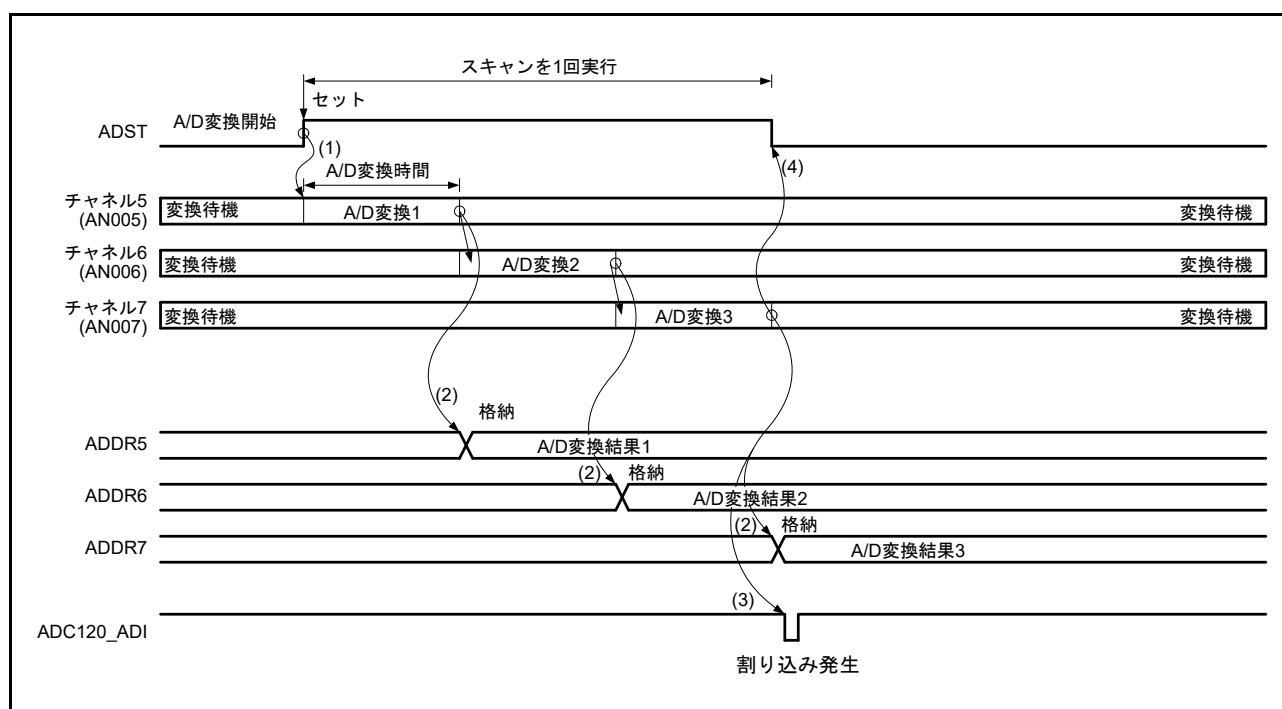 スキャンを1回実行
セット
ADST
A/D変換開始
(1)
(4)
A/D変換時間
チャネル5
(AN005)
変換待機
A/D変換1
変換待機
チャネル6
(AN006)
変換待機
A/D変換2
変換待機
チャネル7
(AN007)
変換待機
A/D変換3
変換待機
(2)
格納
ADDR5
A/D変換結果1
(2)
格納
ADDR6
A/D変換結果2
(2)
格納
ADDR7
A/D変換結果3
(3)
ADC120_ADI
割り込み発生